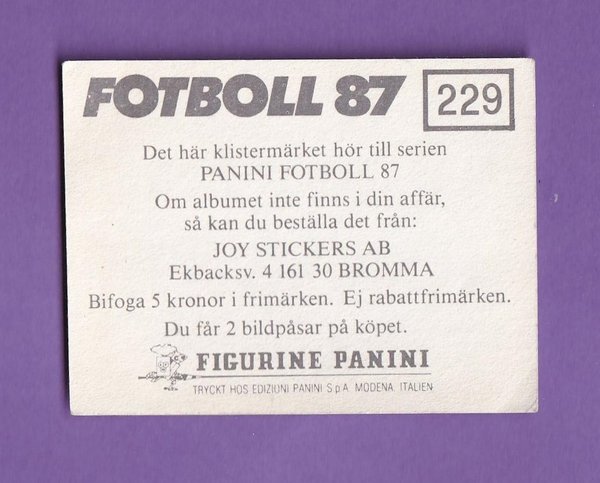 FOTBOLL 87 229
Det här klistermärket hör till serien
PANINI FOTBOLL 87
Om albumet inte finns i din affär,
så kan du beställa det från:
JOY STICKERS AB
Ekbacksv. 4 161 30 BROMMA
Bifoga 5 kronor i frimärken. Ej rabattfrimärken.
Du får 2 bildpåsar på köpet.
FIGURINE PANINI
TRYCKT HOS EDIZIUNI PANINI S.p.A. MODENA. ITALIEN